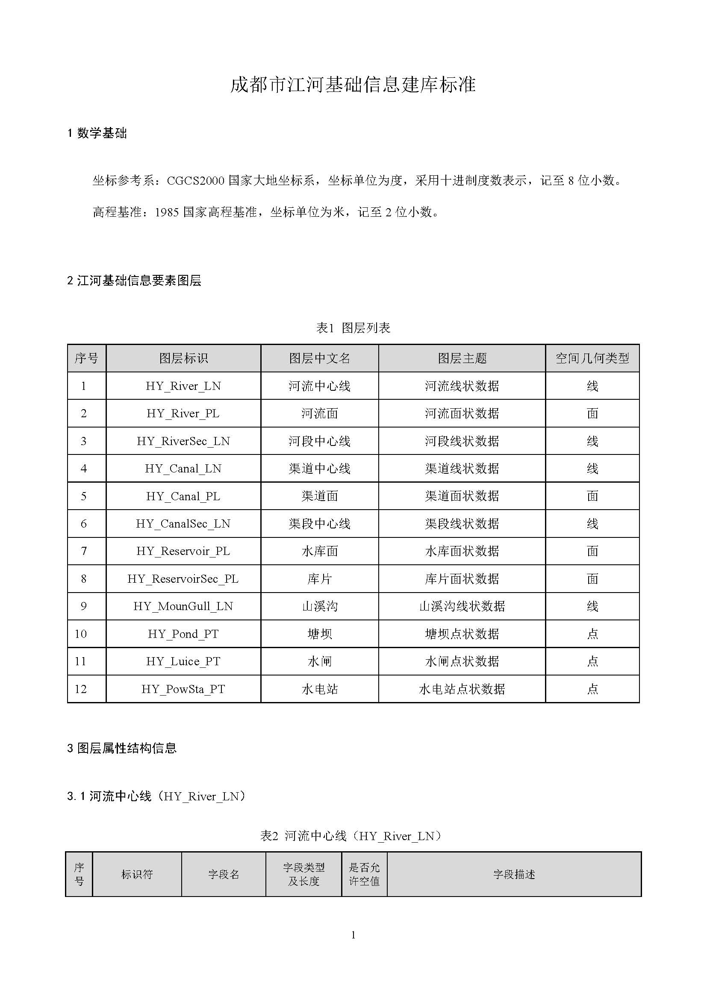 成都市江河基础信息建库标准
1 数学基础
坐标参考系：CGCS2000 国家大地坐标系，坐标单位为度，采用十进制度数表示，记至 8 位小数。
高程基准：1985 国家高程基准，坐标单位为米，记至 2 位小数。
2 江河基础信息要素图层
表1 图层列表
序号 图层标识 图层中文名 图层主题 空间几何类型
1 HY_River_LN 河流中心线 河流线状数据 线
2 HY_River_PL 河流面 河流面状数据 面
3 HY_RiverSec_LN 河段中心线 河段线状数据 线
4 HY_Canal_LN 渠道中心线 渠道线状数据 线
5 HY_Canal_PL 渠道面 渠道面状数据 面
6 HY_CanalSec_LN 渠段中心线 渠段线状数据 线
7 HY_Reservoir_PL 水库面 水库面状数据 面
8 HY_ReservoirSec_PL 库片 库片面状数据 面
9 HY_MounGull_LN 山溪沟 山溪沟线状数据 线
10 HY_Pond_PT 塘坝 塘坝点状数据 点
11 HY_Luice_PT 水闸 水闸点状数据 点
12 HY_PowSta_PT 水电站 水电站点状数据 点
3 图层属性结构信息
3.1 河流中心线（HY_River_LN）
表2 河流中心线（HY_River_LN）
序号 标识符 字段名 字段类型及长度 是否允许空值 字段描述
1